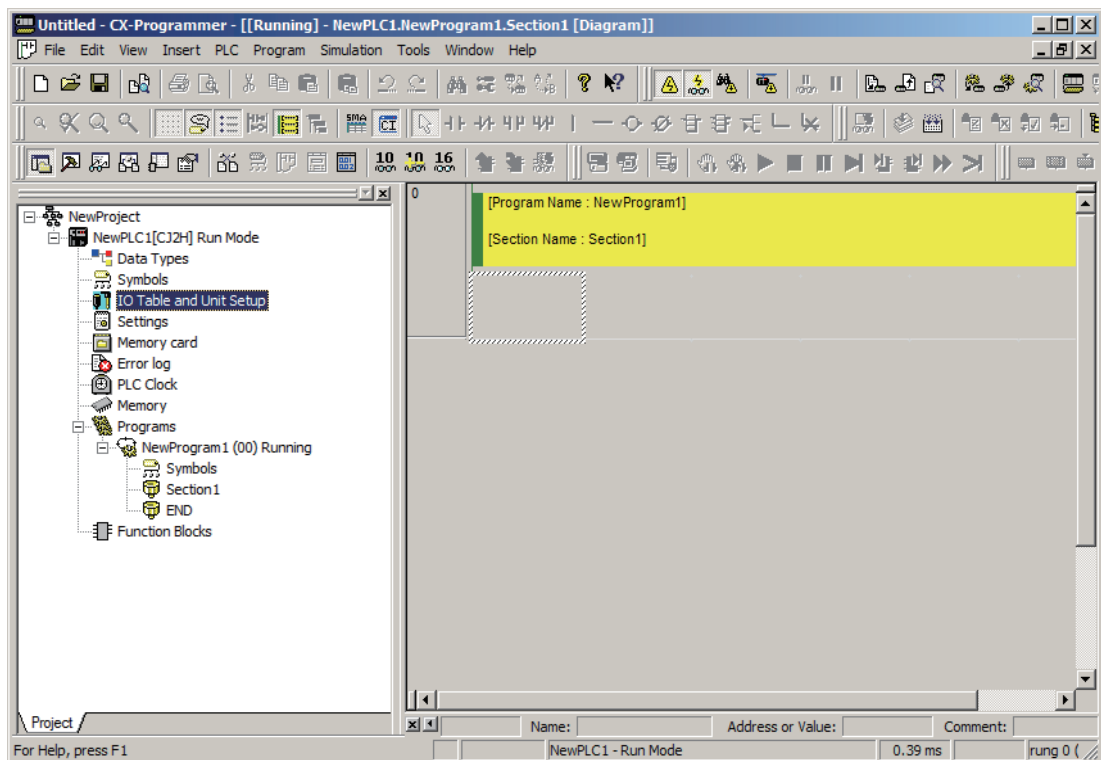 Untitled - CX-Programmer - [[Running] - NewPLC1.NewProgram1.Section1 [Diagram]]
File Edit View Insert PLC Program Simulation Tools Window Help
SMA
CI
10
10
16
0
[Program Name : NewProgram1]
[Section Name : Section1]
NewProject
NewPLC1[CJ2H] Run Mode
Data Types
Symbols
IO Table and Unit Setup
Settings
Memory card
Error log
PLC Clock
Memory
Programs
NewProgram1 (00) Running
Symbols
Section1
END
Function Blocks
Project
Name:
Address or Value:
Comment:
For Help, press F1
NewPLC1 - Run Mode
0.39 ms
rung 0 (